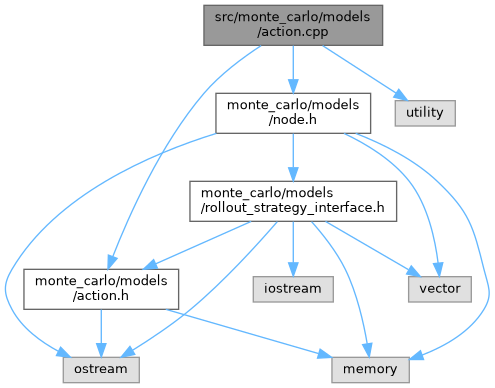 src/monte_carlo/models
/action.cpp
monte_carlo/models
/node.h
utility
monte_carlo/models
/rollout_strategy_interface.h
monte_carlo/models
/action.h
iostream
vector
ostream
memory